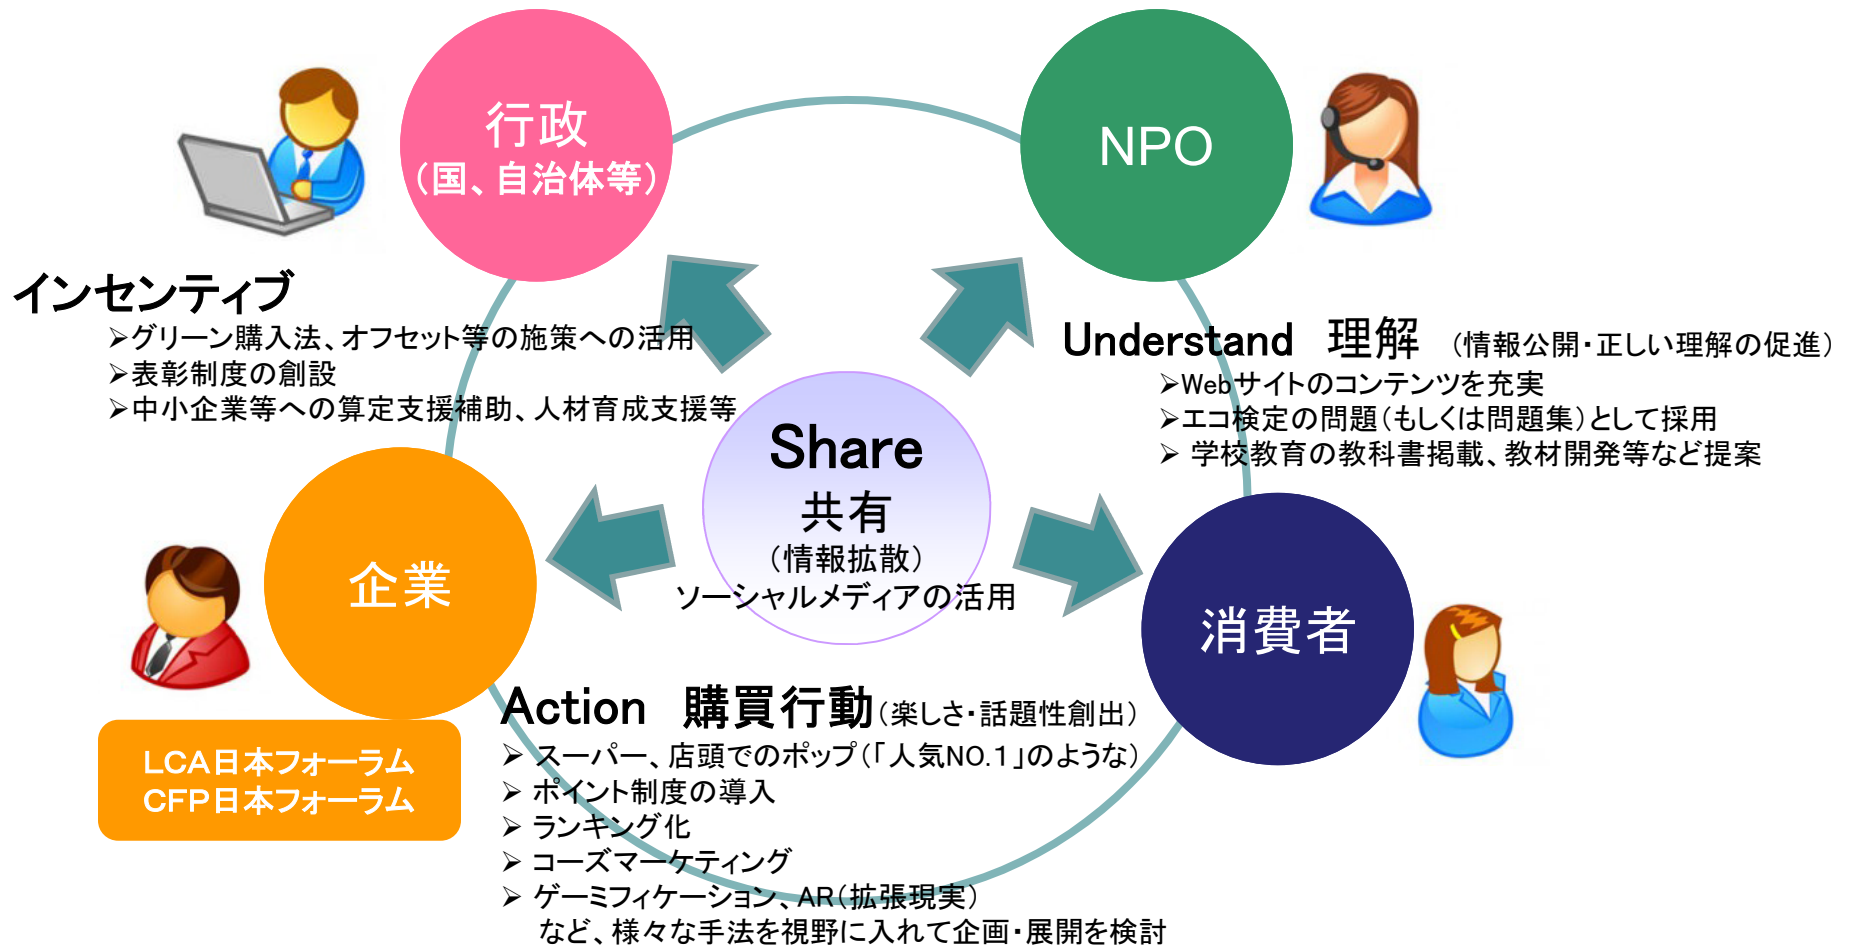 行政
(国、自治体等)
NPO
インセンティブ
➢グリーン購入法、オフセット等の施策への活用
➢表彰制度の創設
➢中小企業等への算定支援補助、人材育成支援等
Understand 理解 (情報公開・正しい理解の促進)
➢Webサイトのコンテンツを充実
➢エコ検定の問題(もしくは問題集)として採用
➢ 学校教育の教科書掲載、教材開発等など提案
Share
共有
(情報拡散)
ソーシャルメディアの活用
企業
消費者
LCA日本フォーラム
CFP日本フォーラム
Action 購買行動(楽しさ・話題性創出)
➢ スーパー、店頭でのポップ(「人気NO.1」のような)
➢ ポイント制度の導入
➢ ランキング化
➢ コーズマーケティング
➢ ゲーミフィケーション、AR(拡張現実)
など、様々な手法を視野に入れて企画・展開を検討